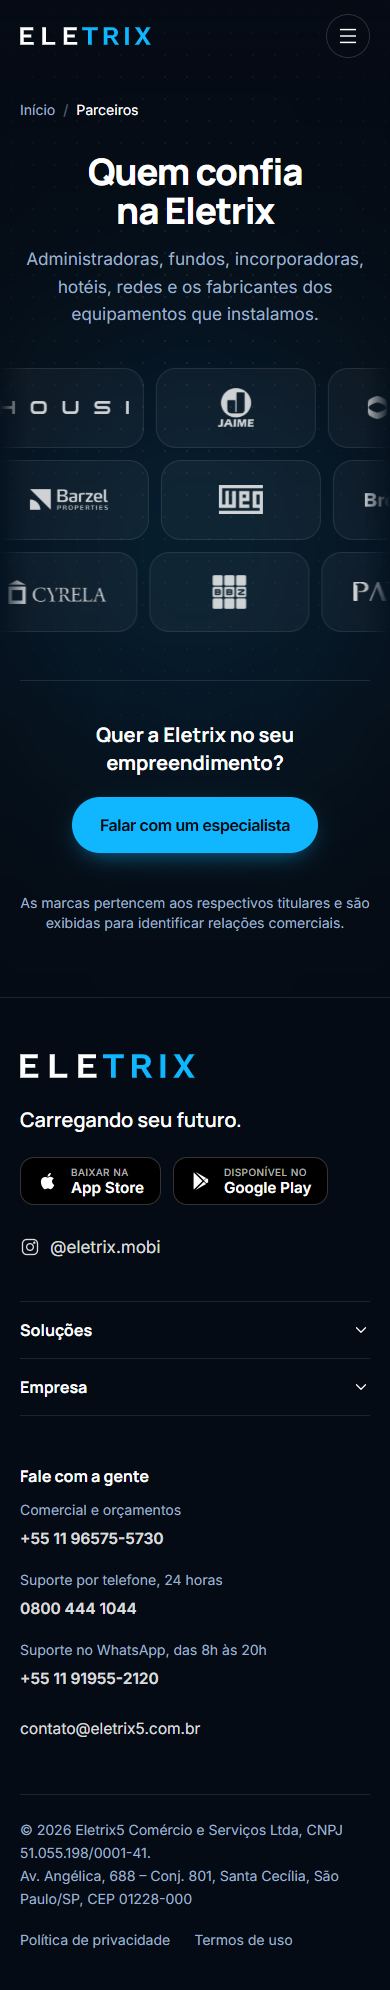 ELETRIX
Início / Parceiros
Quem confia
na Eletrix
Administradoras, fundos, incorporadoras,
hotéis, redes e os fabricantes dos
equipamentos que instalamos.
HOUSI
JAIME
Barzel
PROPERTIES
WEG
CYRELA
BBZ
Quer a Eletrix no seu
empreendimento?
Falar com um especialista
As marcas pertencem aos respectivos titulares e são
exibidas para identificar relações comerciais.
ELETRIX
Carregando seu futuro.
BAIXAR NA
App Store
DISPONÍVEL NO
Google Play
@eletrix.mobi
Soluções
Empresa
Fale com a gente
Comercial e orçamentos
+55 11 96575-5730
Suporte por telefone, 24 horas
0800 444 1044
Suporte no WhatsApp, das 8h às 20h
+55 11 91955-2120
contato@eletrix5.com.br
© 2026 Eletrix5 Comércio e Serviços Ltda, CNPJ
51.055.198/0001-41.
Av. Angélica, 688 – Conj. 801, Santa Cecília, São
Paulo/SP, CEP 01228-000
Política de privacidade Termos de uso